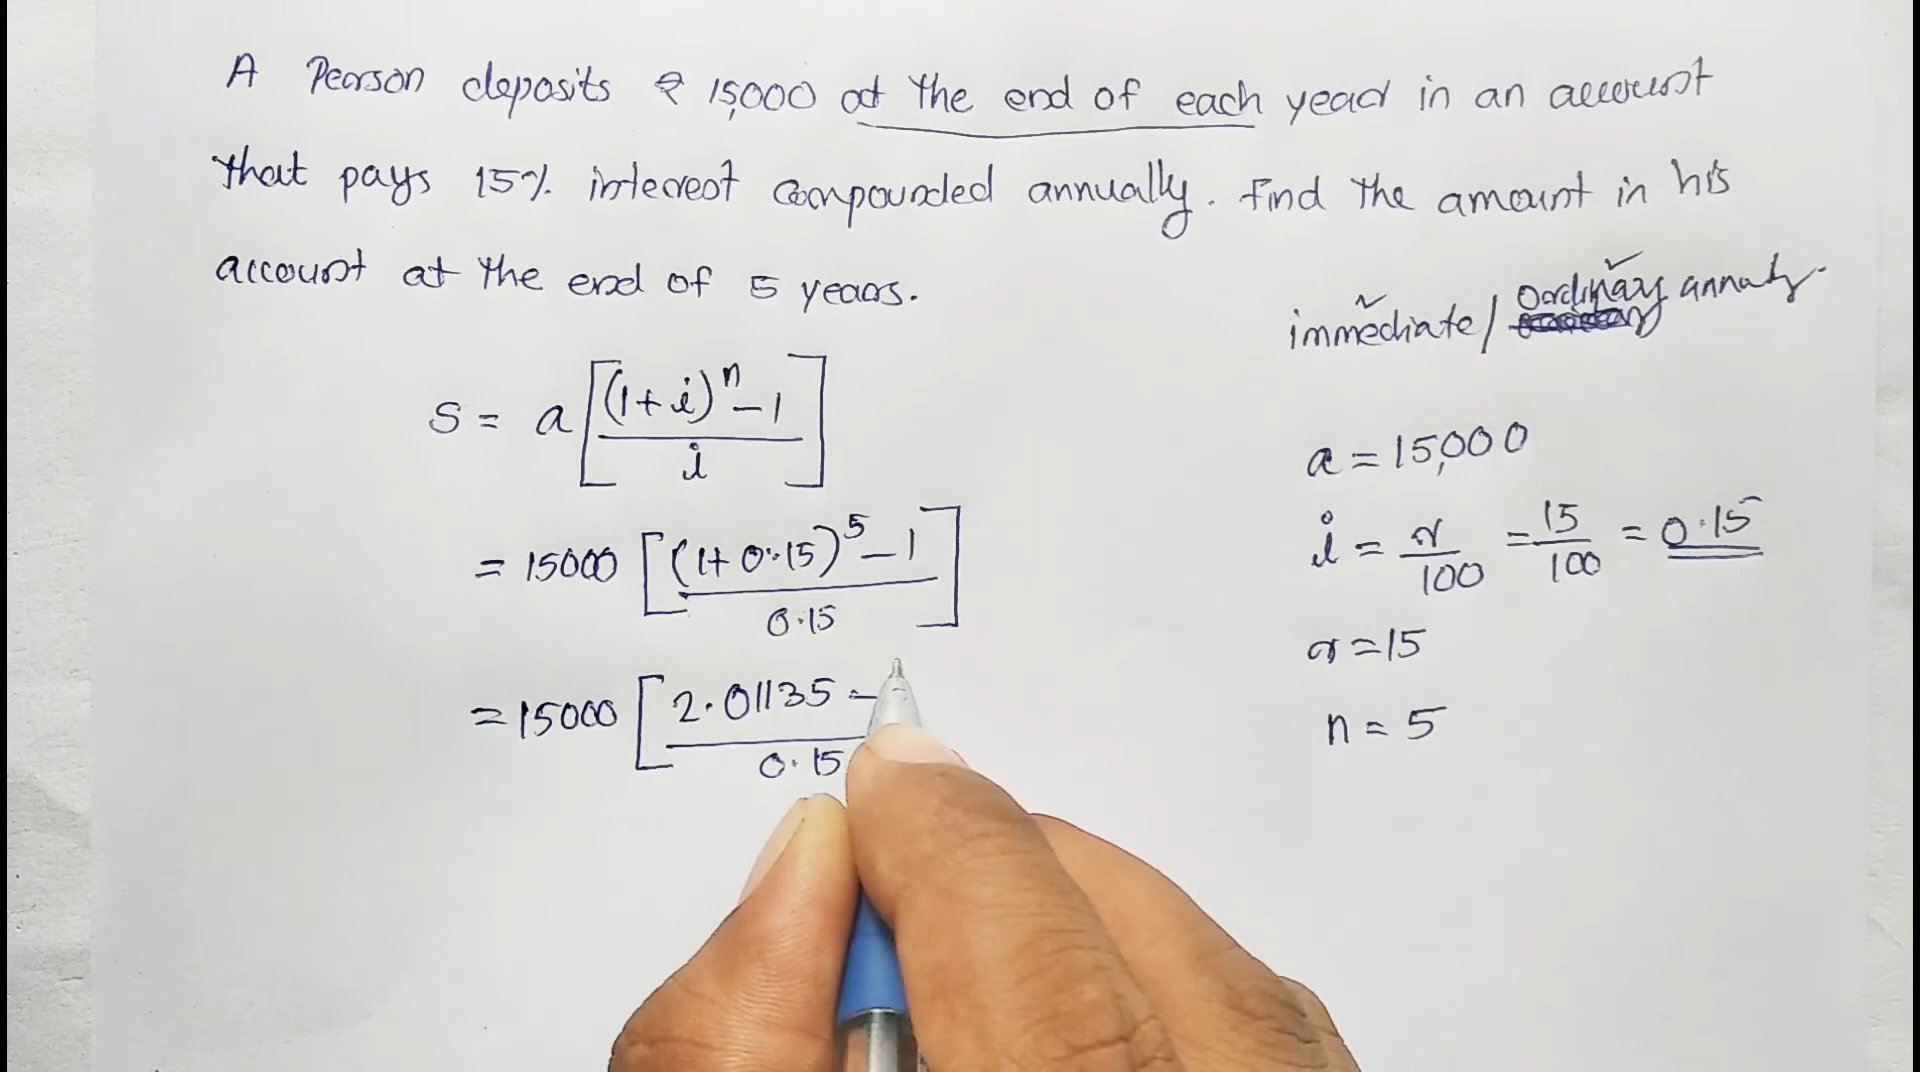 A Person deposits ₹ 15,000 at the end of each year in an account
that pays 15% interest compounded annually. Find the amount in his
account at the end of 5 years.
immediate / Ordinary annuity.
S = a[((1+i)^n - 1)/i]
= 15000 [((1+0.15)^5 - 1)/0.15]
= 15000 [2.01135 - / 0.15
a = 15,000
i = r/100 = 15/100 = 0.15
r = 15
n = 5